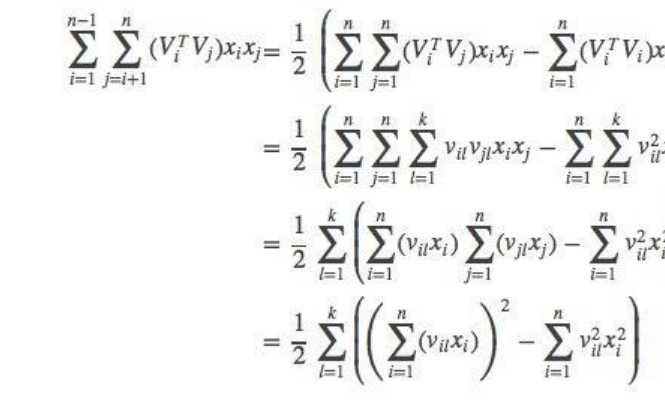 \sum_{i=1}^{n-1} \sum_{j=i+1}^{n} (V_i^T V_j) x_i x_j = \frac{1}{2} \left( \sum_{i=1}^{n} \sum_{j=1}^{n} (V_i^T V_j) x_i x_j - \sum_{i=1}^{n} (V_i^T V_i) x
= \frac{1}{2} \left( \sum_{i=1}^{n} \sum_{j=1}^{n} \sum_{l=1}^{k} v_{il} v_{jl} x_i x_j - \sum_{i=1}^{n} \sum_{l=1}^{k} v_{il}^2
= \frac{1}{2} \sum_{l=1}^{k} \left( \sum_{i=1}^{n} (v_{il} x_i) \sum_{j=1}^{n} (v_{jl} x_j) - \sum_{i=1}^{n} v_{il}^2 x_i^2
= \frac{1}{2} \sum_{l=1}^{k} \left( \left( \sum_{i=1}^{n} (v_{il} x_i) \right)^2 - \sum_{i=1}^{n} v_{il}^2 x_i^2 \right)